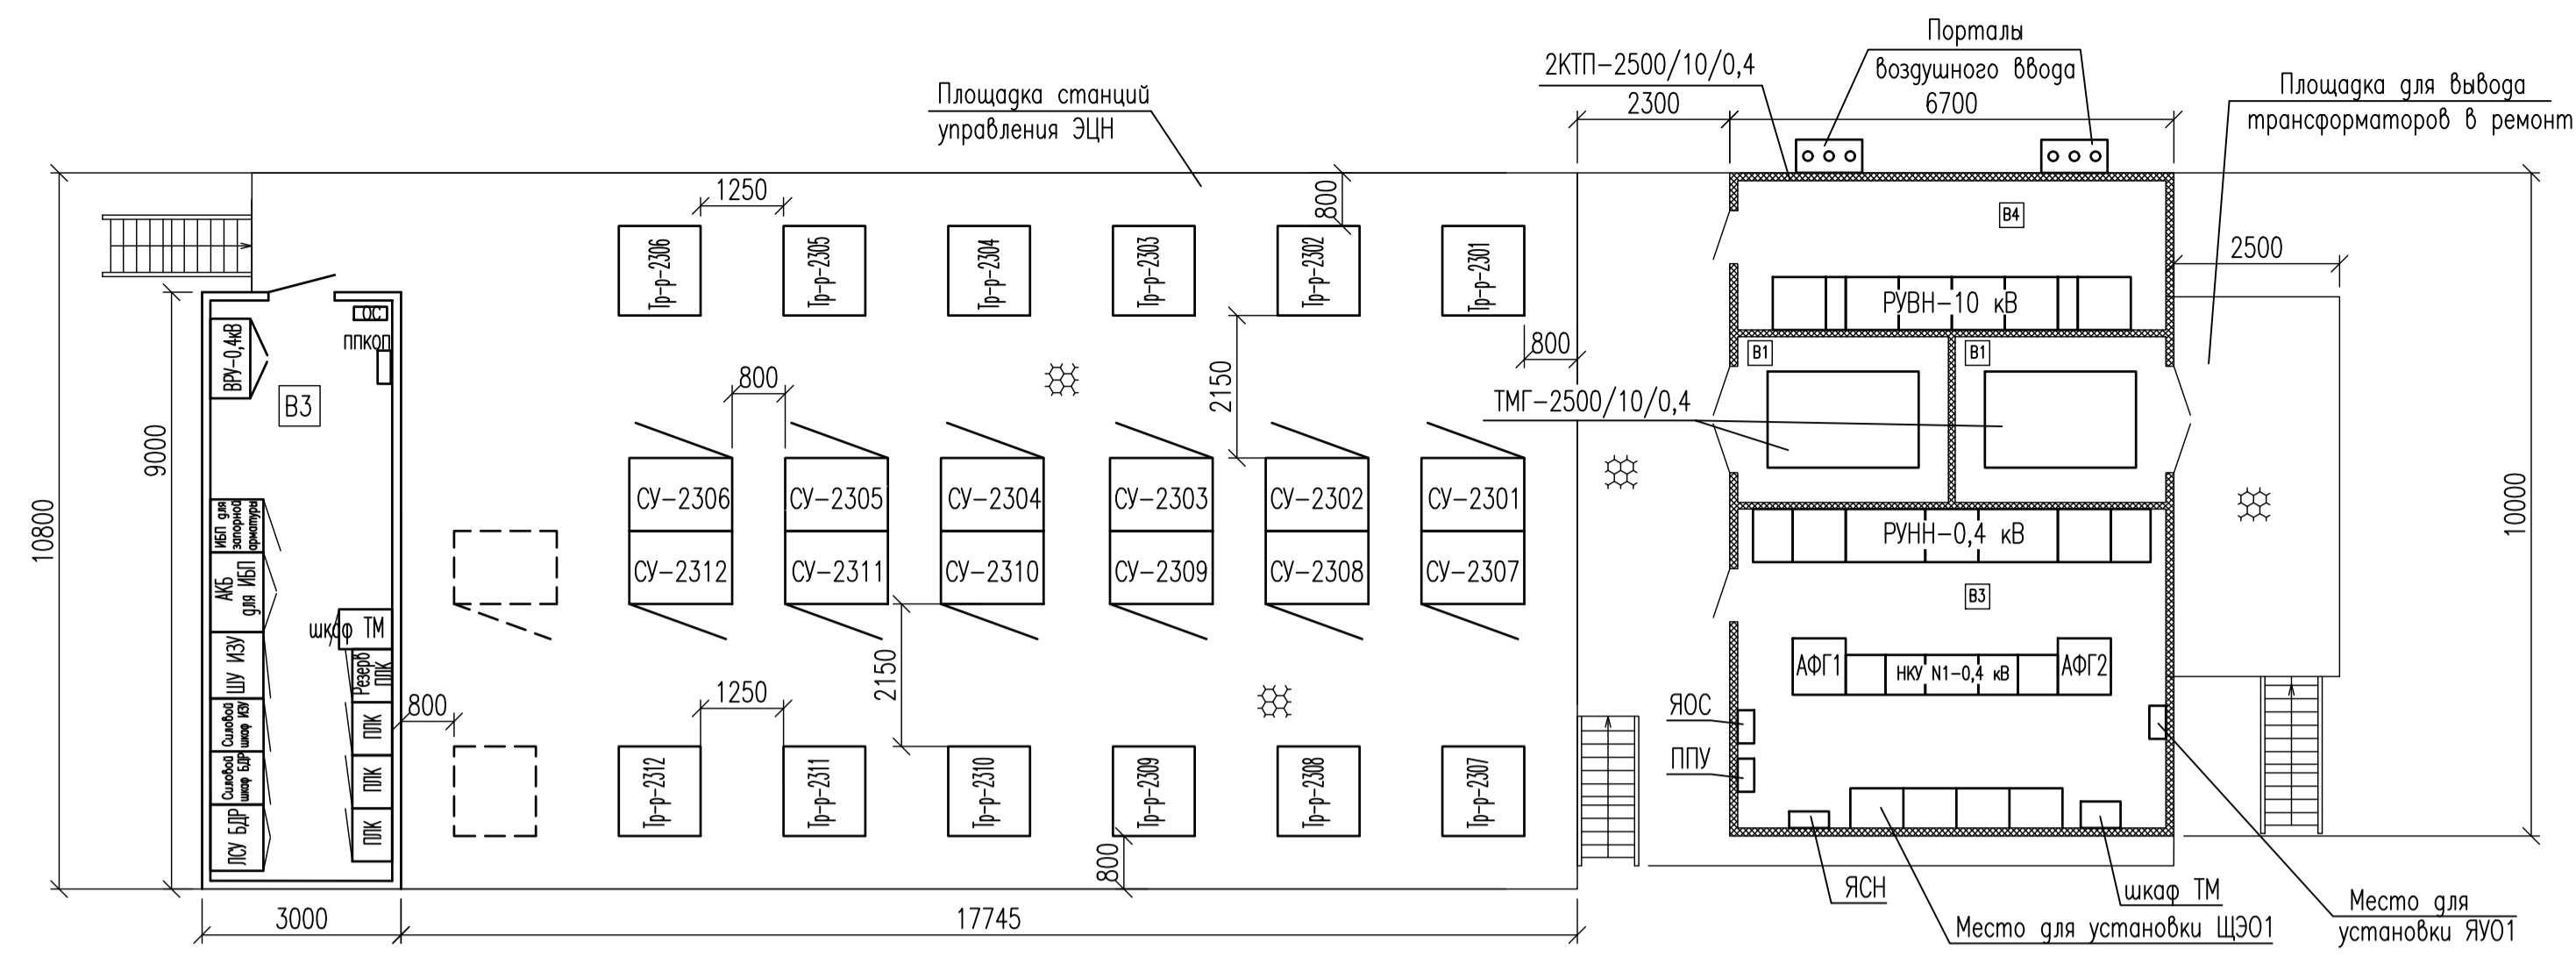 Порталы
воздушного ввода
2КТП-2500/10/0,4
2300
6700
Площадка для вывода
трансформаторов в ремонт
Площадка станций
управления ЭЦН
1250
800
В4
2500
Тр-р-2306
Тр-р-2305
Тр-р-2304
Тр-р-2303
Тр-р-2302
Тр-р-2301
РУВН-10 кВ
ОС
ППКОП
ВРУ-0,4кВ
В3
800
2150
800
В1
В1
ТМГ-2500/10/0,4
9000
10800
10000
СУ-2306
СУ-2305
СУ-2304
СУ-2303
СУ-2302
СУ-2301
СУ-2312
СУ-2311
СУ-2310
СУ-2309
СУ-2308
СУ-2307
РУНН-0,4 кВ
В3
ИБП для
запорной
арматуры
АКБ
для ИБП
шкаф ТМ
ШУ ИЗУ
Резерв
ПЛК
Силовой
шкаф ИЗУ
ПЛК
Силовой
шкаф БДР
ПЛК
ЛСУ БДР
ПЛК
800
1250
2150
АФГ1
НКУ N1-0,4 кВ
АФГ2
ЯОС
ППУ
Тр-р-2312
Тр-р-2311
Тр-р-2310
Тр-р-2309
Тр-р-2308
Тр-р-2307
800
ЯСН
шкаф ТМ
Место для
установки ЯУО1
Место для установки ЩЭО1
3000
17745